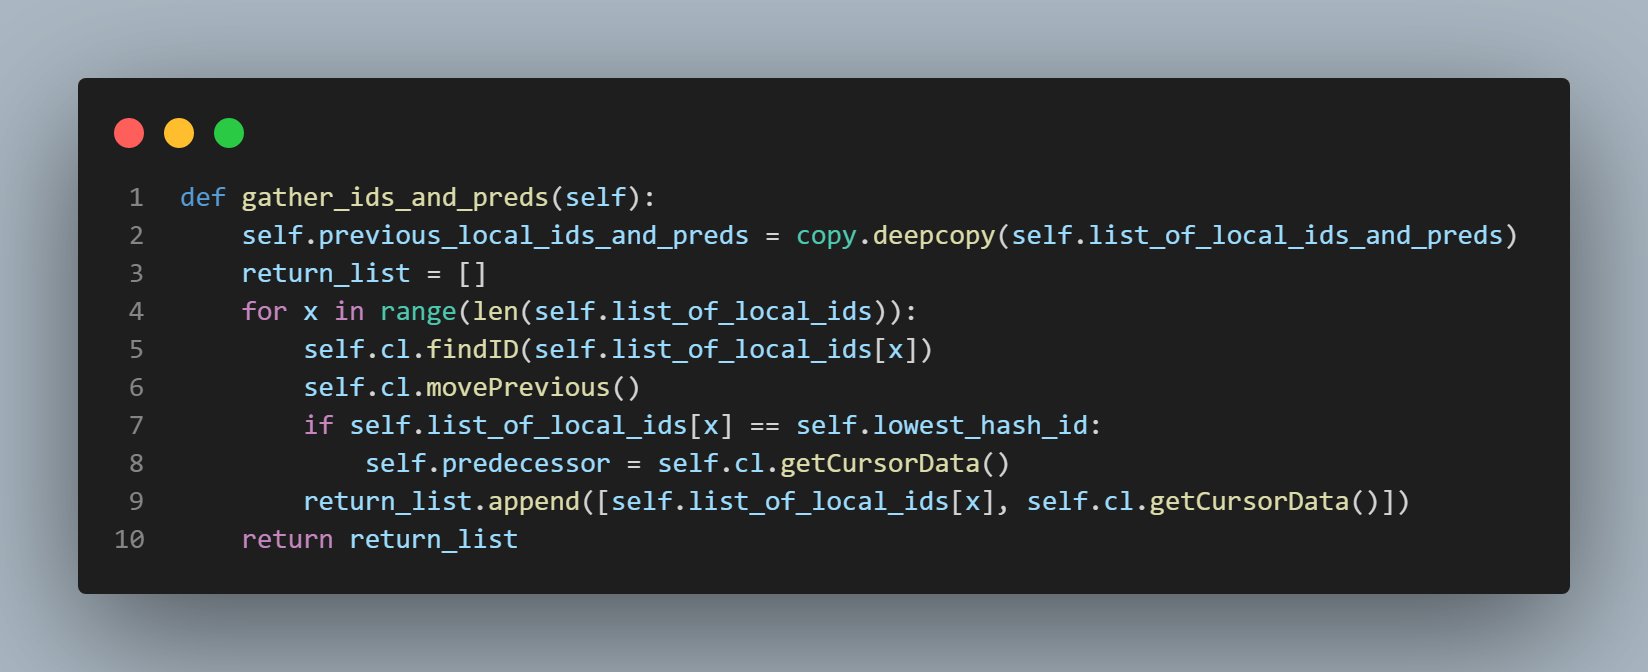 1 def gather_ids_and_preds(self):
2     self.previous_local_ids_and_preds = copy.deepcopy(self.list_of_local_ids_and_preds)
3     return_list = []
4     for x in range(len(self.list_of_local_ids)):
5         self.cl.findID(self.list_of_local_ids[x])
6         self.cl.movePrevious()
7         if self.list_of_local_ids[x] == self.lowest_hash_id:
8             self.predecessor = self.cl.getCursorData()
9         return_list.append([self.list_of_local_ids[x], self.cl.getCursorData()])
10     return return_list